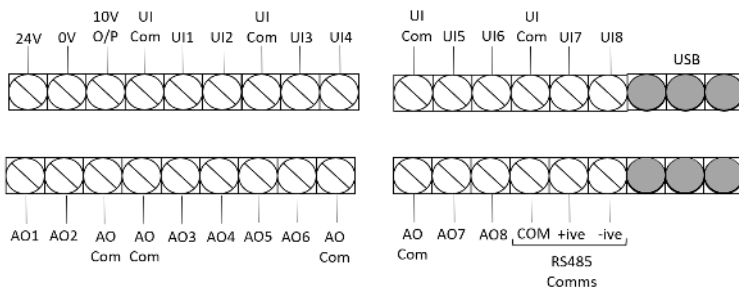 24V 0V 10V O/P UI Com UI1 UI2 UI Com UI3 UI4
UI Com UI5 UI6 UI Com UI7 UI8 USB
AO1 AO2 AO Com AO Com AO3 AO4 AO5 AO6 AO Com
AO Com AO7 AO8 COM +ive -ive
RS485
Comms